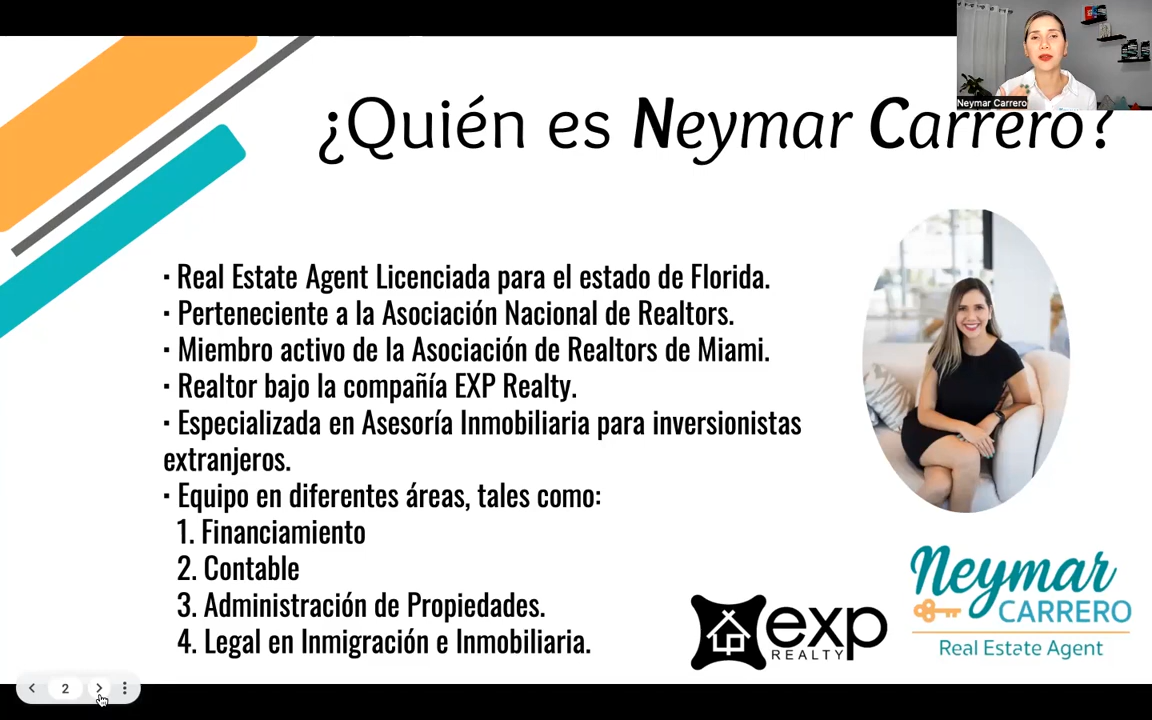 Neymar Carrero
¿Quién es Neymar Carrero?
· Real Estate Agent Licenciada para el estado de Florida.
· Perteneciente a la Asociación Nacional de Realtors.
· Miembro activo de la Asociación de Realtors de Miami.
· Realtor bajo la compañía EXP Realty.
· Especializada en Asesoría Inmobiliaria para inversionistas
extranjeros.
· Equipo en diferentes áreas, tales como:
1. Financiamiento
2. Contable
3. Administración de Propiedades.
4. Legal en Inmigración e Inmobiliaria.
exp
REALTY
Neymar
CARRERO
Real Estate Agent
2